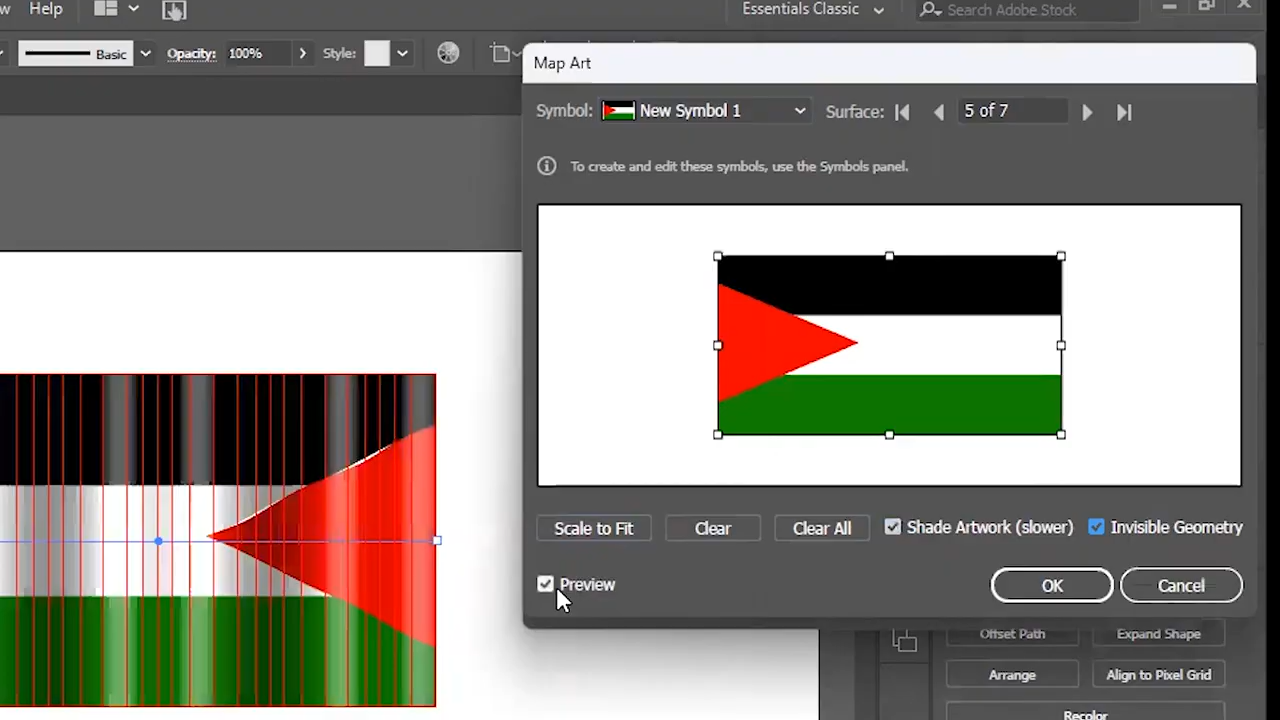 Help
Essentials Classic
Search Adobe Stock
Basic
Opacity:
100%
Style:
Map Art
Symbol:
New Symbol 1
Surface:
5 of 7
To create and edit these symbols, use the Symbols panel.
Scale to Fit
Clear
Clear All
Shade Artwork (slower)
Invisible Geometry
Preview
OK
Cancel
Offset Path
Expand Shape
Arrange
Align to Pixel Grid
Recolor